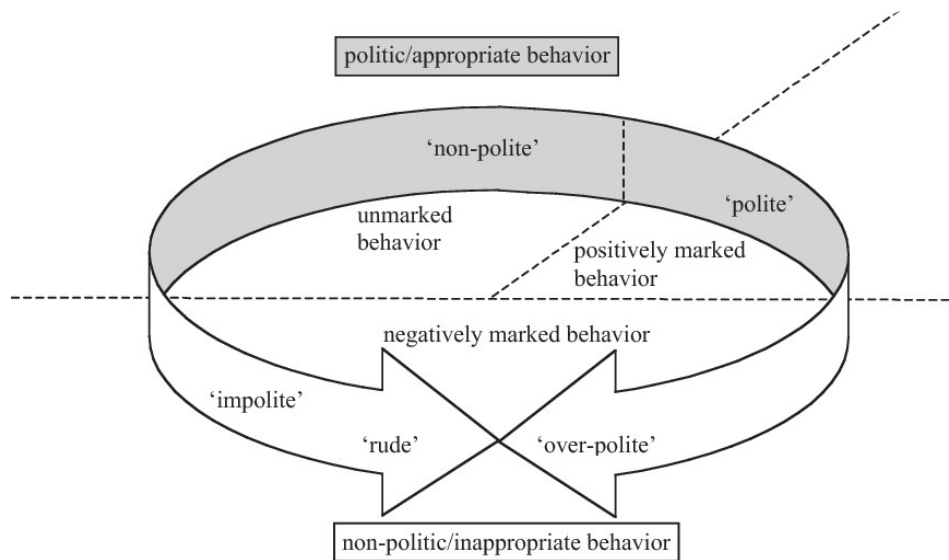 politic/appropriate behavior
‘non-polite’
‘polite’
unmarked
behavior
positively marked
behavior
negatively marked behavior
‘impolite’
‘rude’
‘over-polite’
non-politic/inappropriate behavior